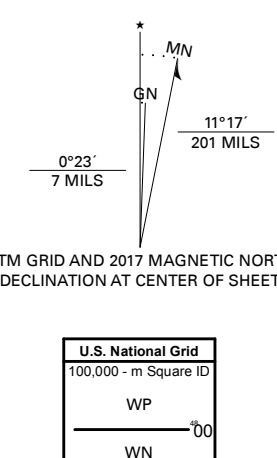 ★
MN
GN
11°17´
201 MILS
0°23´
7 MILS
TM GRID AND 2017 MAGNETIC NORT
DECLINATION AT CENTER OF SHEET
U.S. National Grid
100,000 - m Square ID
WP
⁴⁸00
WN